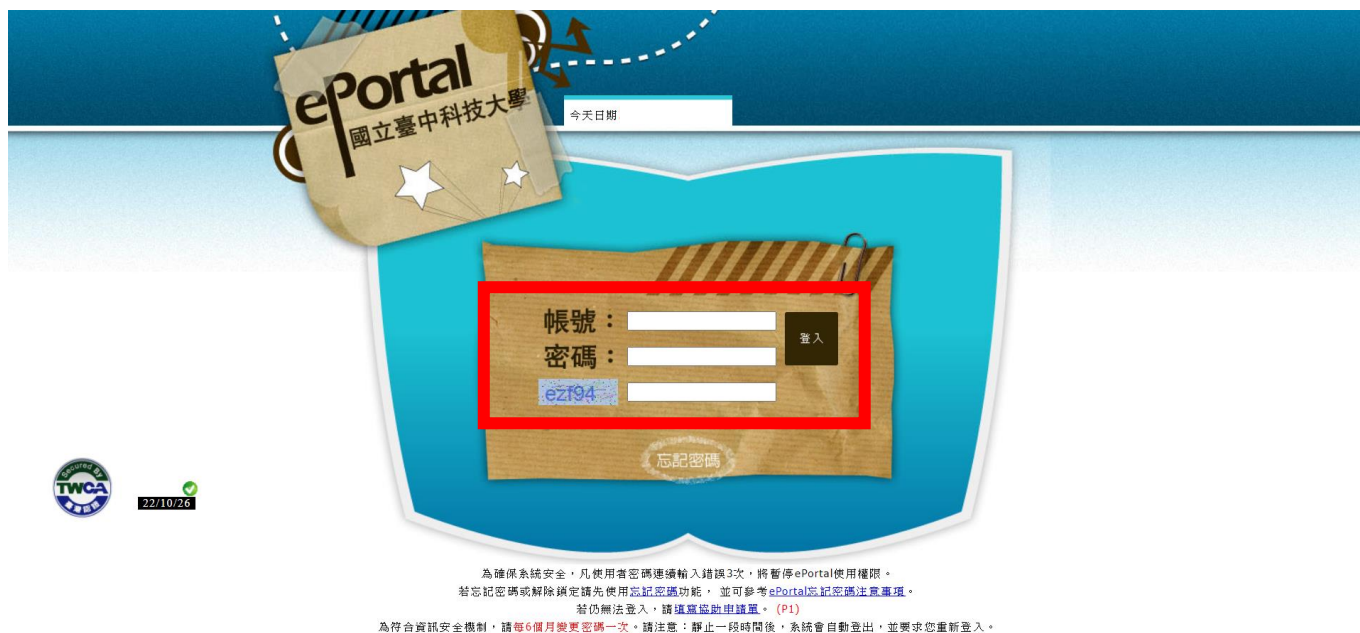 ePortal
國立臺中科技大學
今天日期
帳號：
登入
密碼：
ezf94
忘記密碼
Secured By
TWCA
22/10/26
為確保系統安全，凡使用者密碼連續輸入錯誤3次，將暫停ePortal使用權限。
若忘記密碼或解除鎖定請先使用忘記密碼功能， 並可參考ePortal忘記密碼注意事項。
若仍無法登入，請填寫協助申請單。 (P1)
為符合資訊安全機制，請每6個月變更密碼一次。請注意：靜止一段時間後，系統會自動登出，並要求您重新登入。